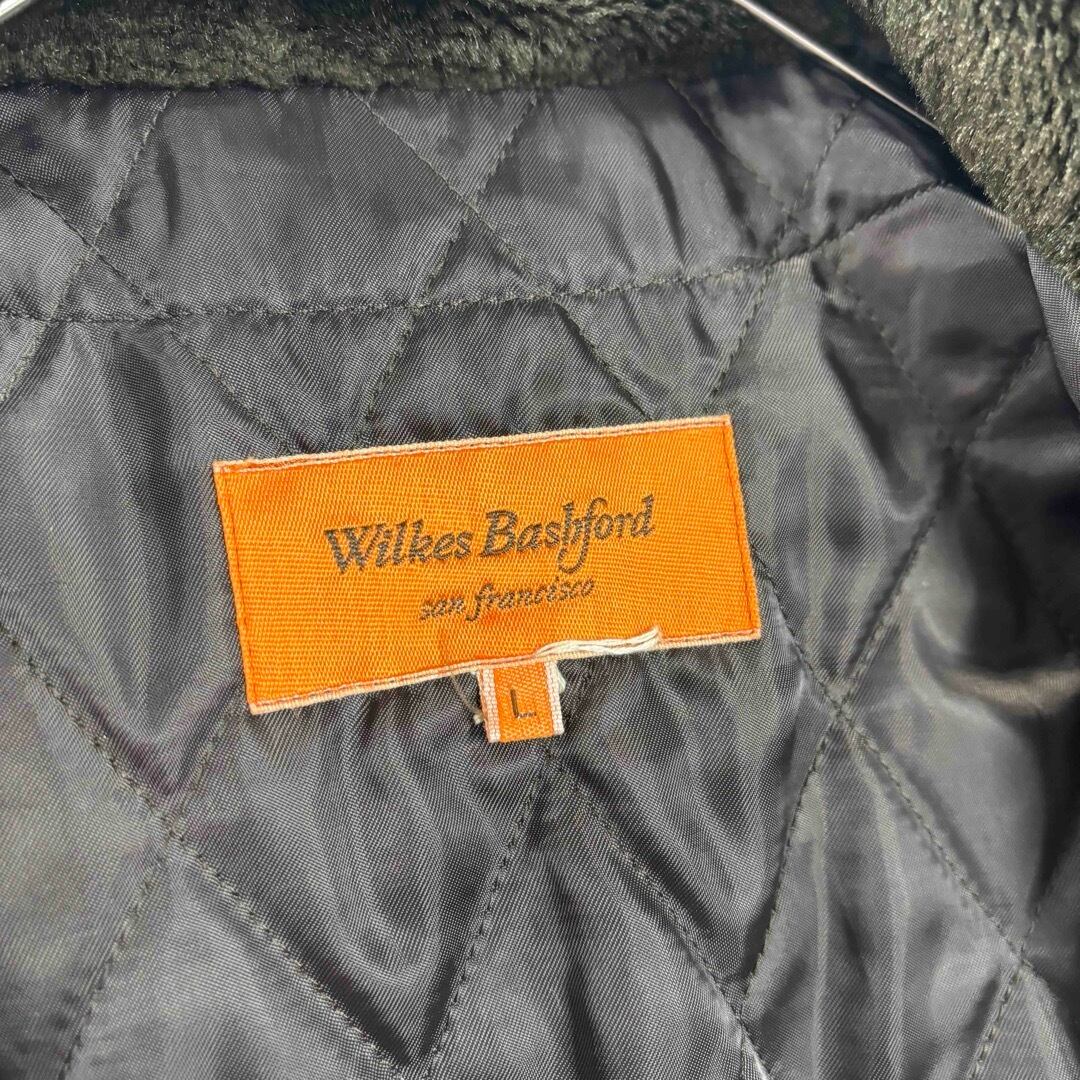 Wilkes Bashford
san francisco
L